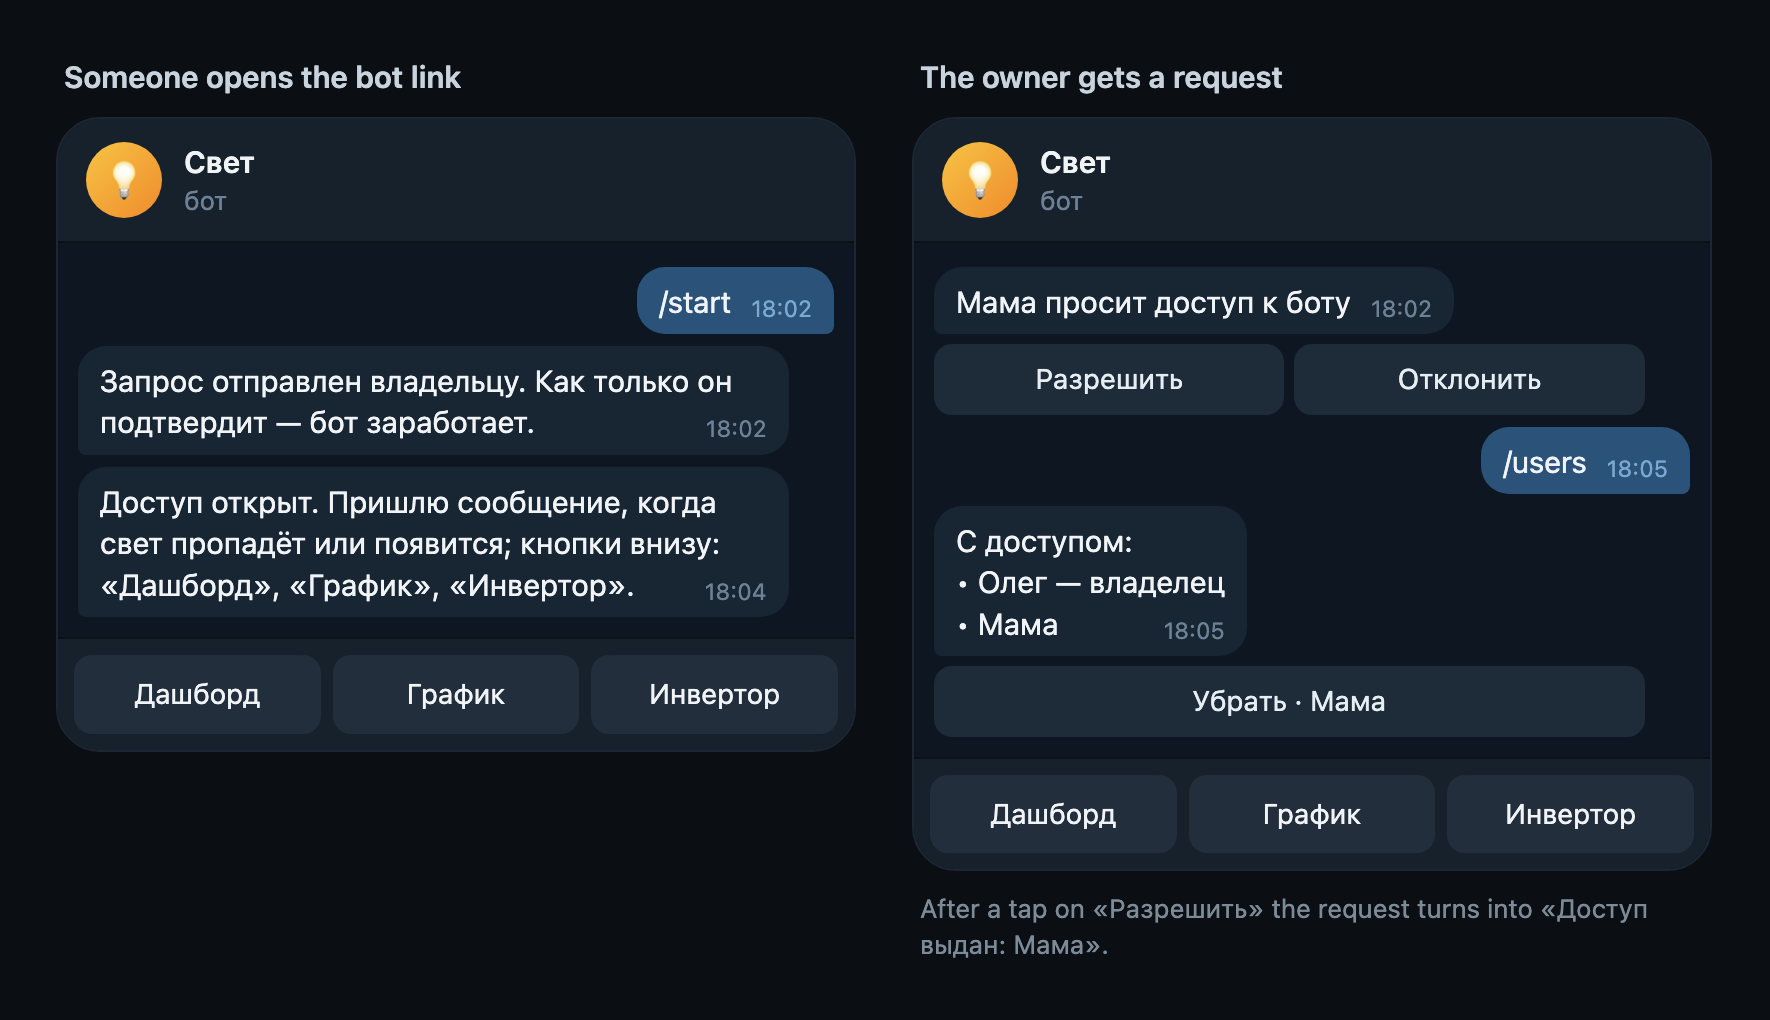 Someone opens the bot link
Свет
бот
/start 18:02
Запрос отправлен владельцу. Как только он
подтвердит — бот заработает. 18:02
Доступ открыт. Пришлю сообщение, когда
свет пропадёт или появится; кнопки внизу:
«Дашборд», «График», «Инвертор». 18:04
Дашборд График Инвертор
The owner gets a request
Свет
бот
Мама просит доступ к боту 18:02
Разрешить Отклонить
/users 18:05
С доступом:
• Олег — владелец
• Мама 18:05
Убрать · Мама
Дашборд График Инвертор
After a tap on «Разрешить» the request turns into «Доступ
выдан: Мама».